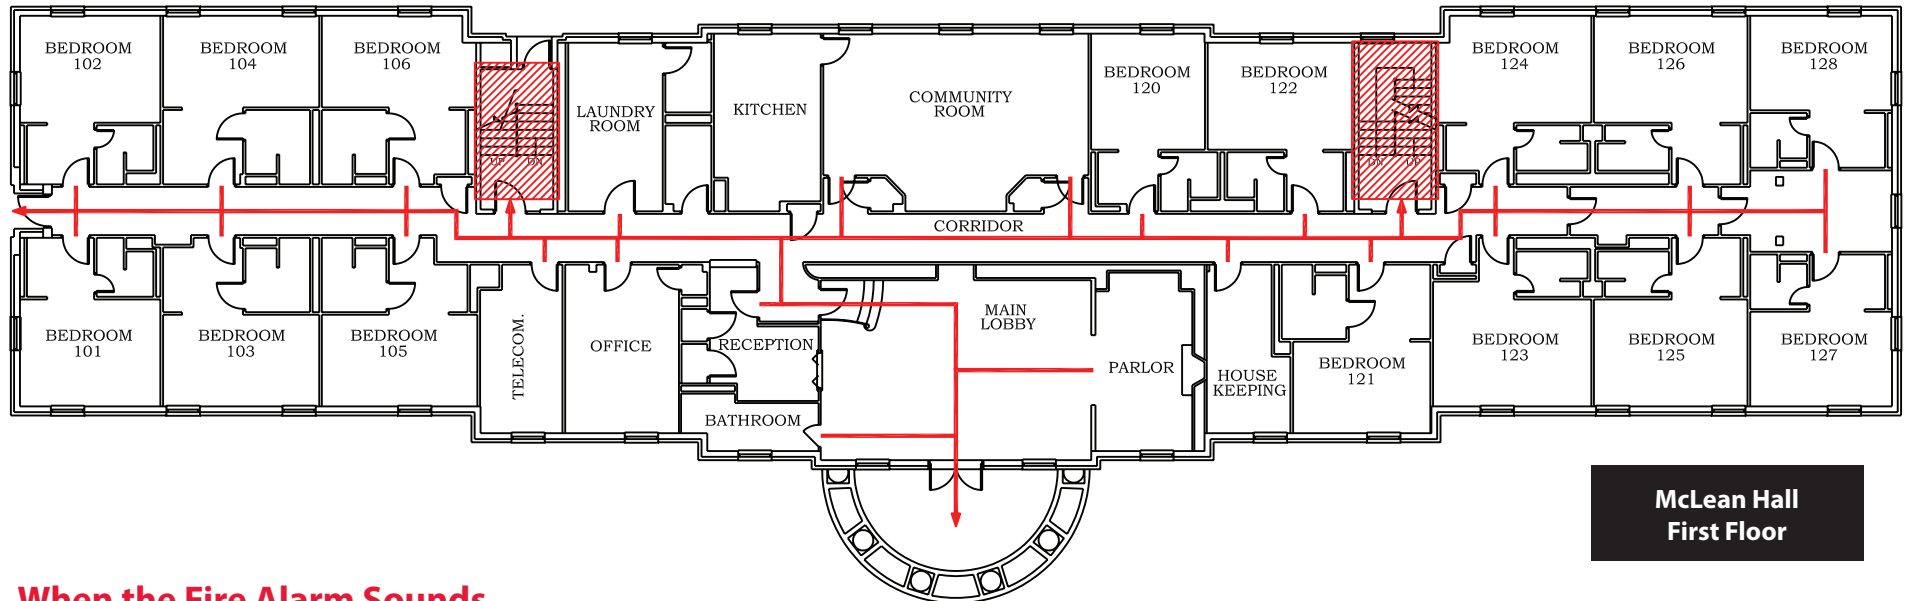 BEDROOM
102
BEDROOM
104
BEDROOM
106
UP DN
LAUNDRY
ROOM
KITCHEN
COMMUNITY
ROOM
BEDROOM
120
BEDROOM
122
DN UP
BEDROOM
124
BEDROOM
126
BEDROOM
128
CORRIDOR
BEDROOM
101
BEDROOM
103
BEDROOM
105
TELECOM.
OFFICE
RECEPTION
BATHROOM
MAIN
LOBBY
PARLOR
HOUSE
KEEPING
BEDROOM
121
BEDROOM
123
BEDROOM
125
BEDROOM
127
McLean Hall
First Floor
When the Fire Alarm Sounds